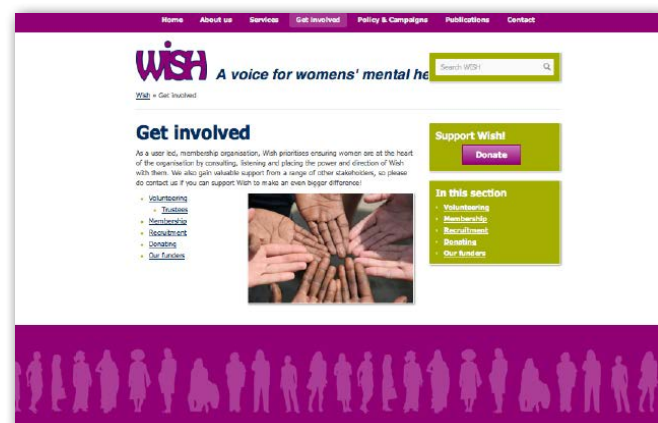 Home About us Services Get involved Policy & Campaigns Publications Contact
WiSH A voice for womens' mental he
Search WISH
Wish » Get involved
Get involved
As a user led, membership organisation, Wish prioritises ensuring women are at the heart
of the organisation by consulting, listening and placing the power and direction of Wish
with them. We also gain valuable support from a range of other stakeholders, so please
do contact us if you can support Wish to make an even bigger difference!
Volunteering
Trustees
Membership
Recruitment
Donating
Our funders
Support Wish!
Donate
In this section
Volunteering
Membership
Recruitment
Donating
Our funders